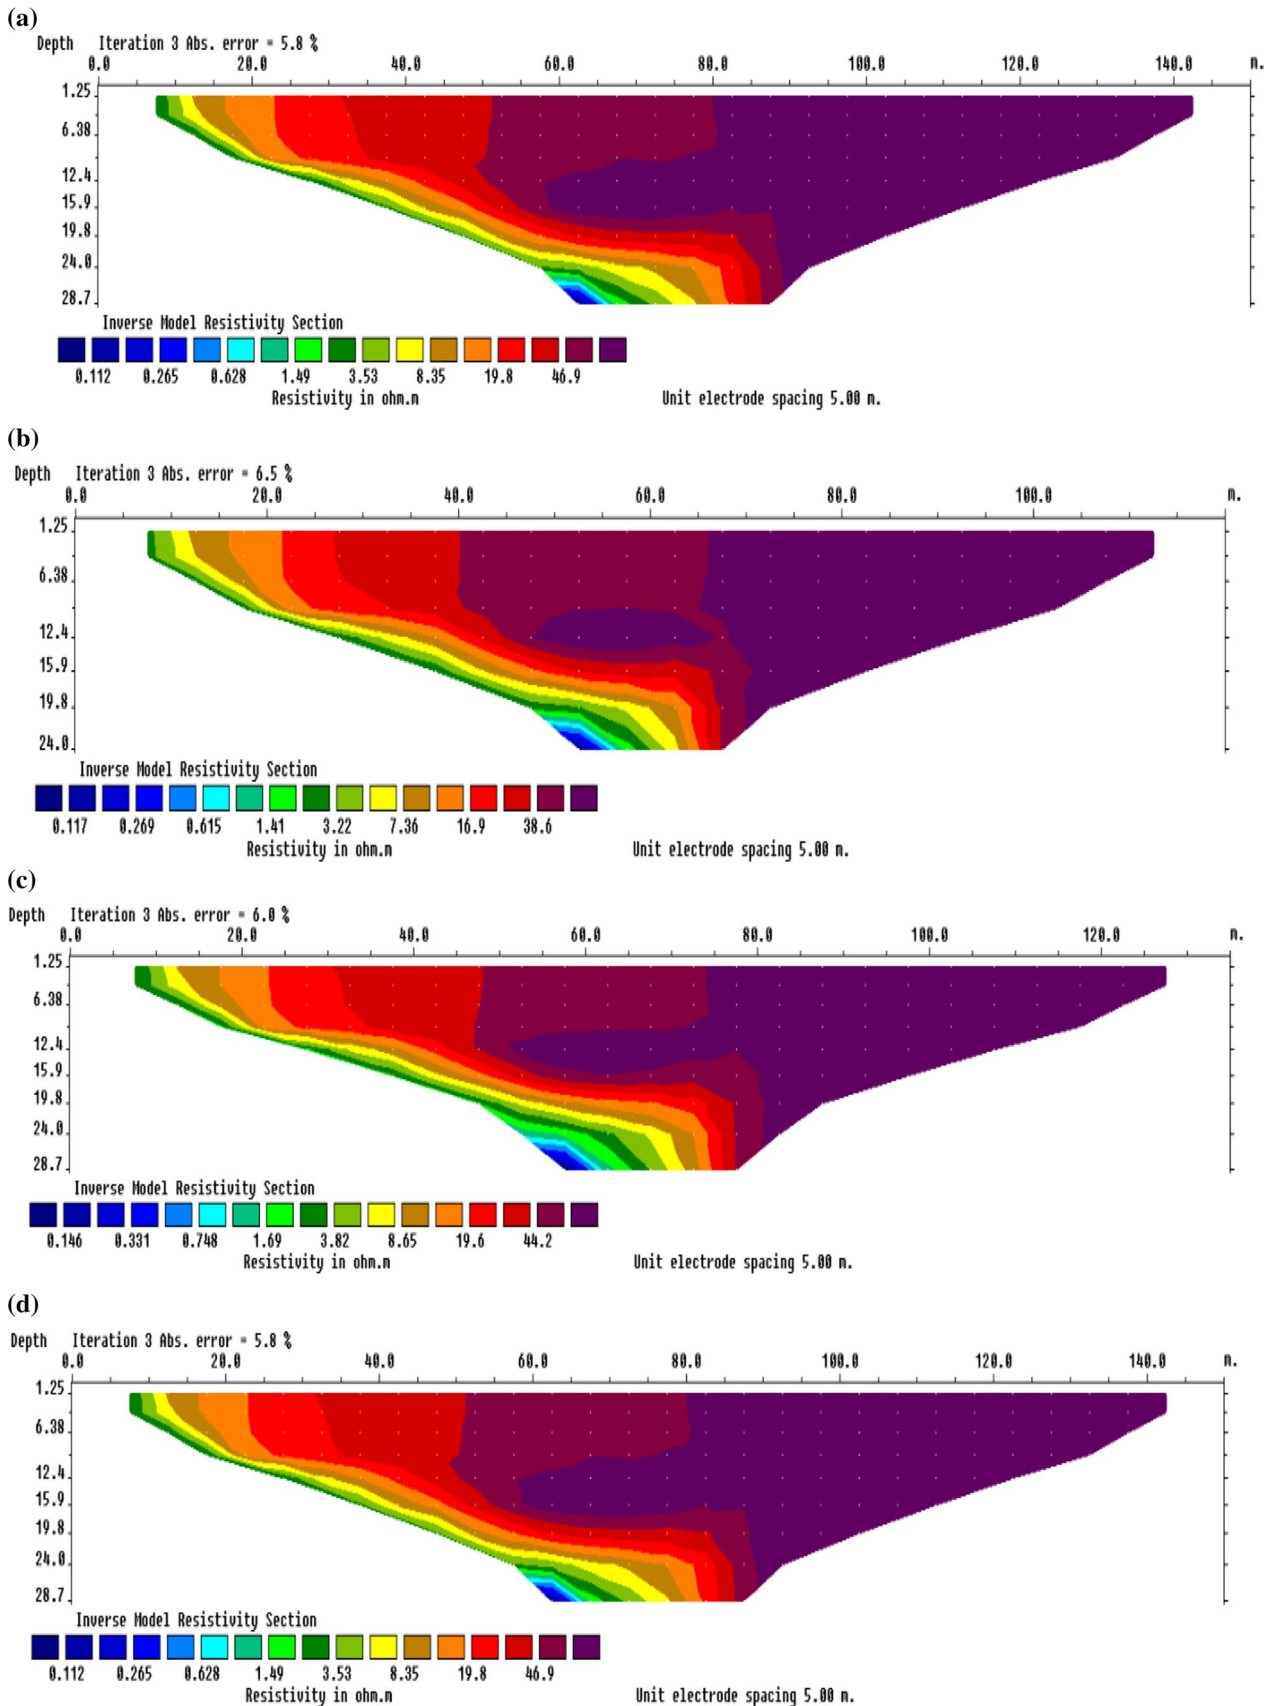 (a)
Depth Iteration 3 Abs. error = 5.8 %
0.0 20.0 40.0 60.0 80.0 100.0 120.0 140.0 m.
1.25
6.38
12.4
15.9
19.8
24.0
28.7
Inverse Model Resistivity Section
0.112 0.265 0.628 1.49 3.53 8.35 19.8 46.9
Resistivity in ohm.m Unit electrode spacing 5.00 m.
(b)
Depth Iteration 3 Abs. error = 6.5 %
0.0 20.0 40.0 60.0 80.0 100.0 m.
1.25
6.38
12.4
15.9
19.8
24.0
Inverse Model Resistivity Section
0.117 0.269 0.615 1.41 3.22 7.36 16.9 38.6
Resistivity in ohm.m Unit electrode spacing 5.00 m.
(c)
Depth Iteration 3 Abs. error = 6.0 %
0.0 20.0 40.0 60.0 80.0 100.0 120.0 m.
1.25
6.38
12.4
15.9
19.8
24.0
28.7
Inverse Model Resistivity Section
0.146 0.331 0.748 1.69 3.82 8.65 19.6 44.2
Resistivity in ohm.m Unit electrode spacing 5.00 m.
(d)
Depth Iteration 3 Abs. error = 5.8 %
0.0 20.0 40.0 60.0 80.0 100.0 120.0 140.0 m.
1.25
6.38
12.4
15.9
19.8
24.0
28.7
Inverse Model Resistivity Section
0.112 0.265 0.628 1.49 3.53 8.35 19.8 46.9
Resistivity in ohm.m Unit electrode spacing 5.00 m.